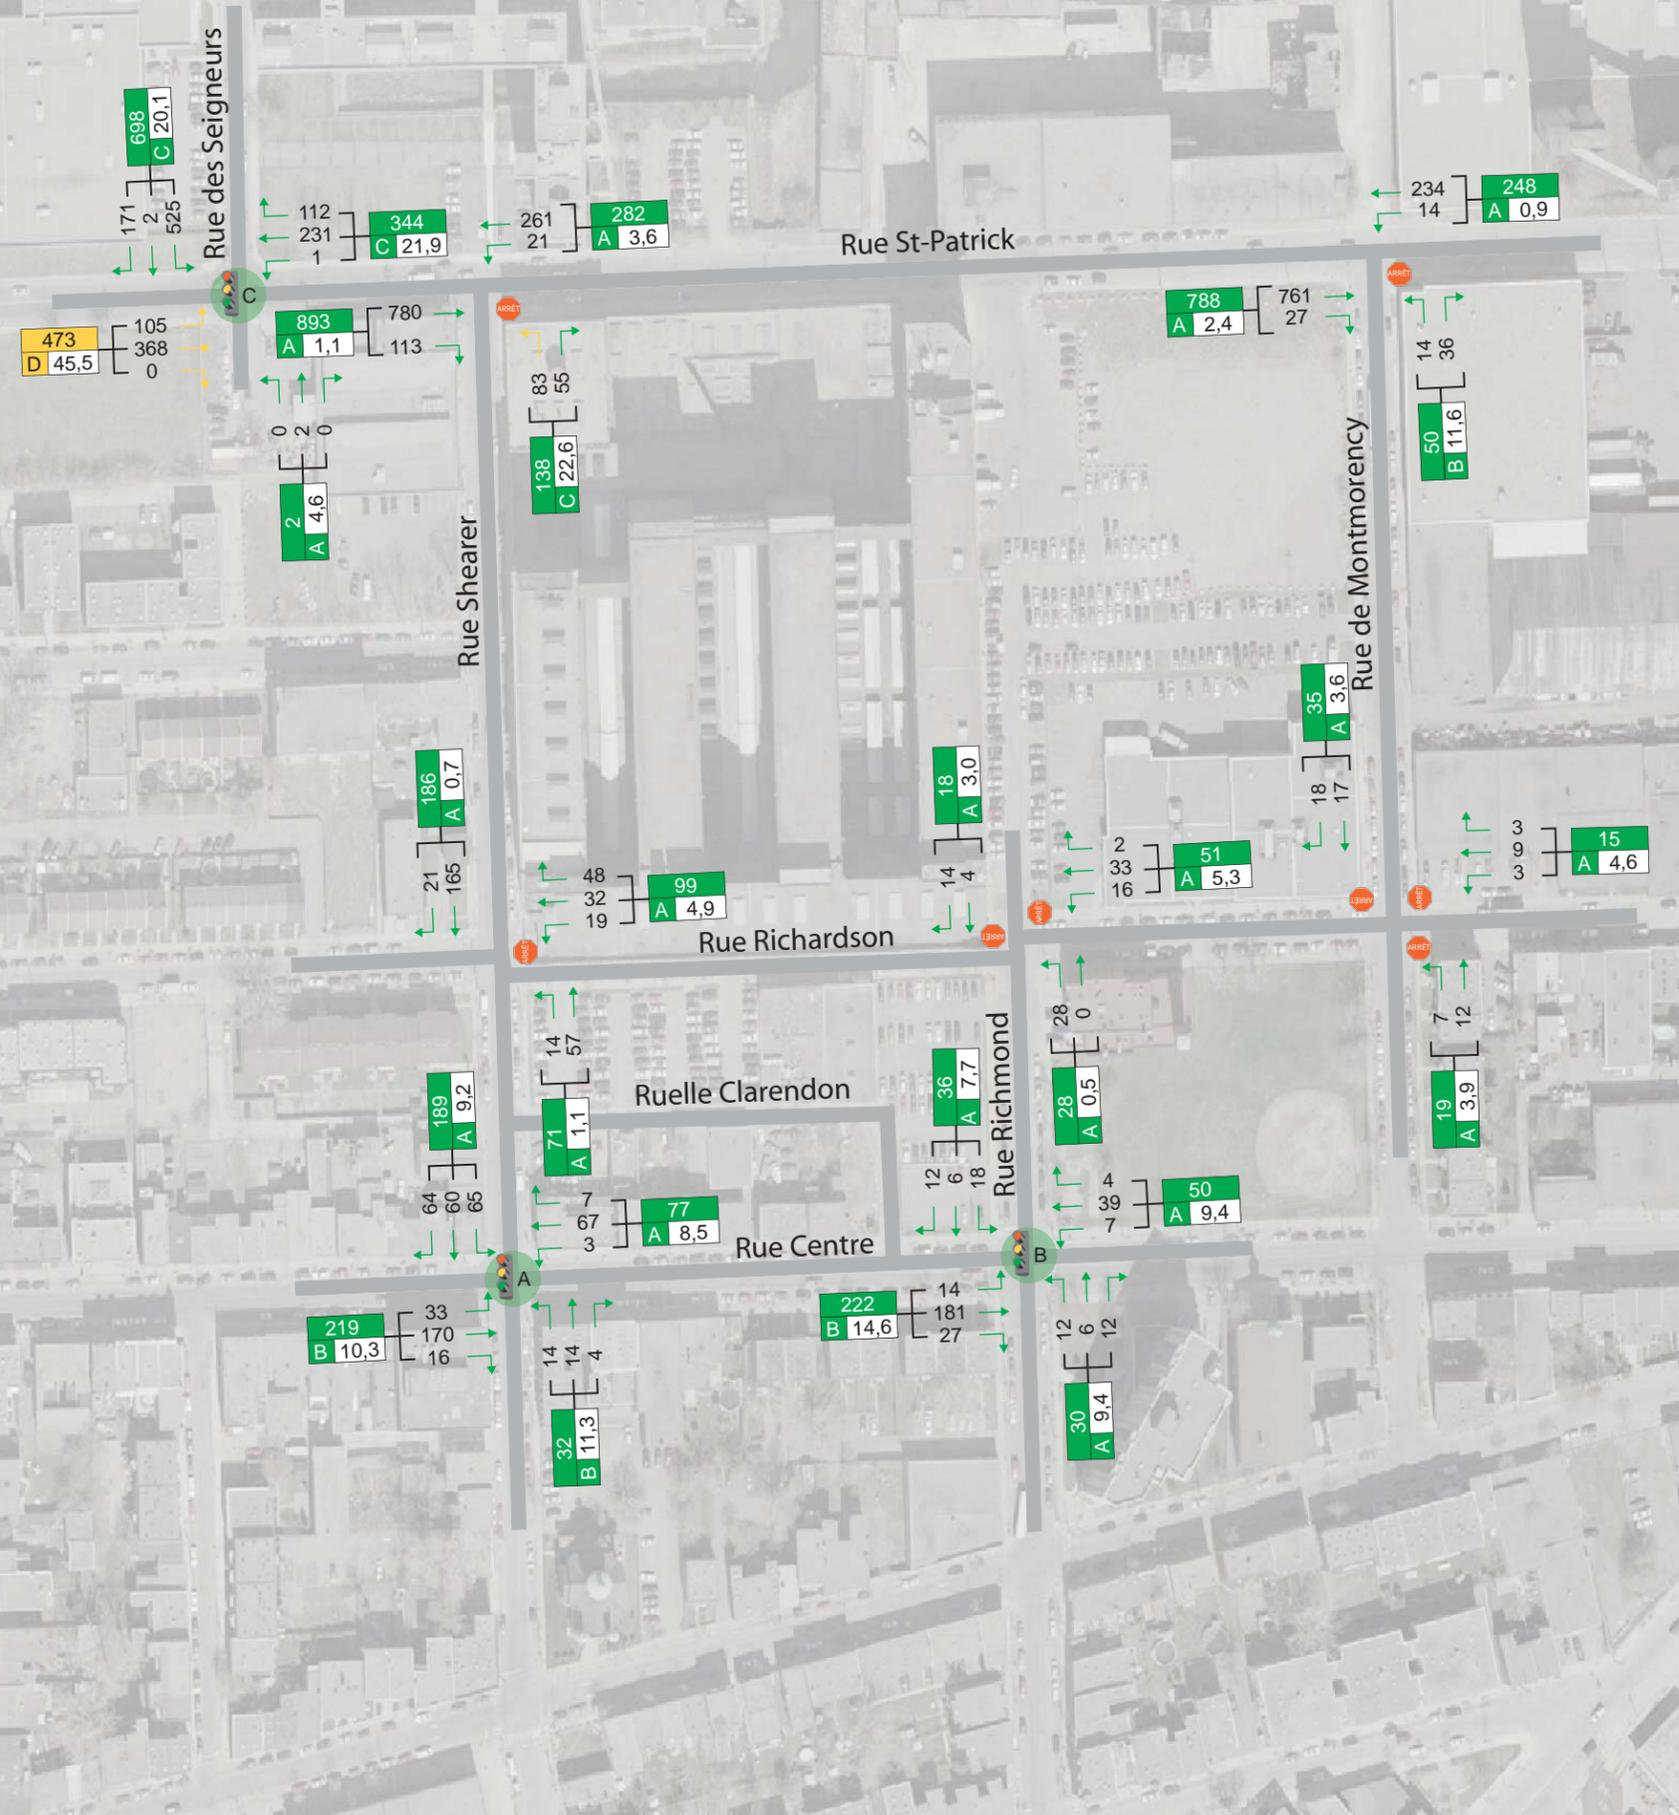 Rue des Seigneurs
698
C 20,1
171
2
525
112
231
1
344
C 21,9
261
21
282
A 3,6
Rue St-Patrick
234
14
248
A 0,9
C
ARRÊT
ARRÊT
473
D 45,5
105
368
0
893
A 1,1
780
113
788
A 2,4
761
27
0
2
0
2
A 4,6
83
55
138
C 22,6
14
36
50
B 11,6
Rue Shearer
Rue de Montmorency
186
A 0,7
21
165
18
A 3,0
14
4
35
A 3,6
18
17
48
32
19
99
A 4,9
2
33
16
51
A 5,3
3
9
3
15
A 4,6
ARRÊT
ARRÊT
ARRÊT
ARRÊT
ARRÊT
ARRÊT
Rue Richardson
14
57
71
A 1,1
28
0
28
A 0,5
7
12
19
A 3,9
Ruelle Clarendon
Rue Richmond
189
A 9,2
64
60
65
36
A 7,7
12
6
18
7
67
3
77
A 8,5
4
39
7
50
A 9,4
Rue Centre
A
B
219
B 10,3
33
170
16
222
B 14,6
14
181
27
14
14
4
32
B 11,3
12
6
12
30
A 9,4